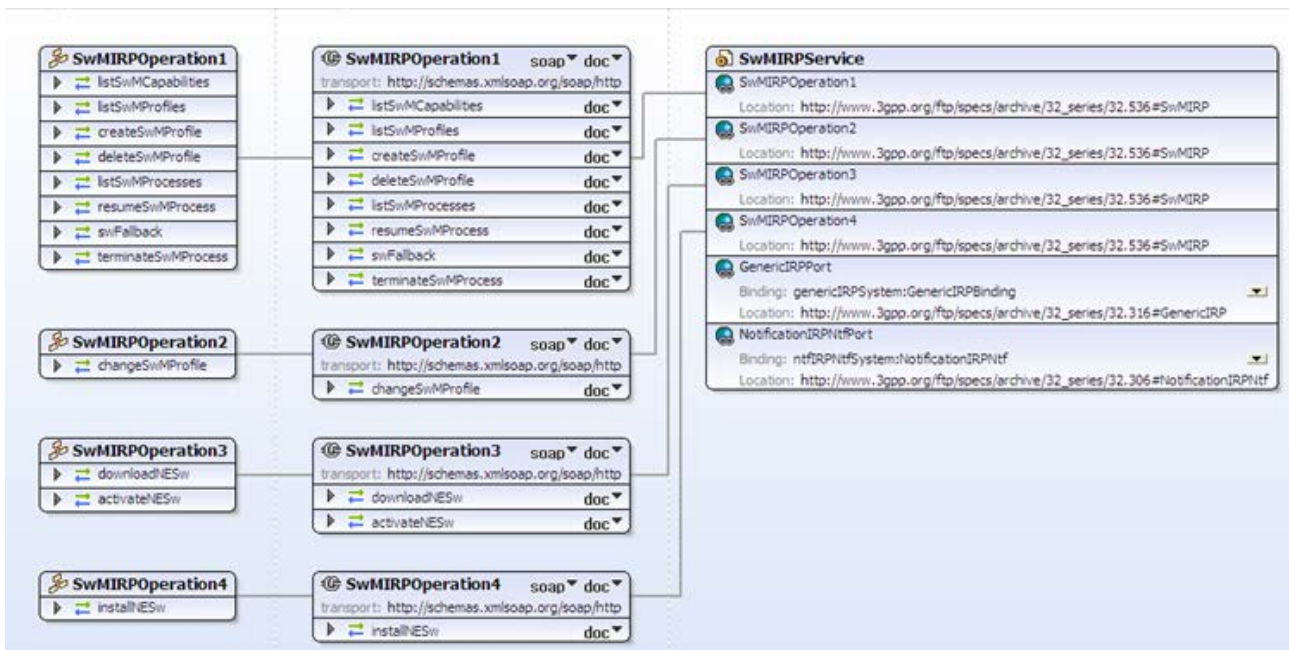 SwMIRPOperation1
listSwMCapabilities
listSwMProfiles
createSwMProfile
deleteSwMProfile
listSwMProcesses
resumeSwMProcess
swFallback
terminateSwMProcess
SwMIRPOperation2
changeSwMProfile
SwMIRPOperation3
downloadNESw
activateNESw
SwMIRPOperation4
installNESw
SwMIRPOperation1 soap doc
transport: http://schemas.xmlsoap.org/soap/http
listSwMCapabilities doc
listSwMProfiles doc
createSwMProfile doc
deleteSwMProfile doc
listSwMProcesses doc
resumeSwMProcess doc
swFallback doc
terminateSwMProcess doc
SwMIRPOperation2 soap doc
transport: http://schemas.xmlsoap.org/soap/http
changeSwMProfile doc
SwMIRPOperation3 soap doc
transport: http://schemas.xmlsoap.org/soap/http
downloadNESw doc
activateNESw doc
SwMIRPOperation4 soap doc
transport: http://schemas.xmlsoap.org/soap/http
installNESw doc
SwMIRPService
SwMIRPOperation1
Location: http://www.3gpp.org/ftp/specs/archive/32_series/32.536#SwMIRP
SwMIRPOperation2
Location: http://www.3gpp.org/ftp/specs/archive/32_series/32.536#SwMIRP
SwMIRPOperation3
Location: http://www.3gpp.org/ftp/specs/archive/32_series/32.536#SwMIRP
SwMIRPOperation4
Location: http://www.3gpp.org/ftp/specs/archive/32_series/32.536#SwMIRP
GenericIRPPort
Binding: genericIRPSystem:GenericIRPBinding
Location: http://www.3gpp.org/ftp/specs/archive/32_series/32.316#GenericIRP
NotificationIRPNtfPort
Binding: ntfIRPNtfSystem:NotificationIRPNtf
Location: http://www.3gpp.org/ftp/specs/archive/32_series/32.306#NotificationIRPNtf